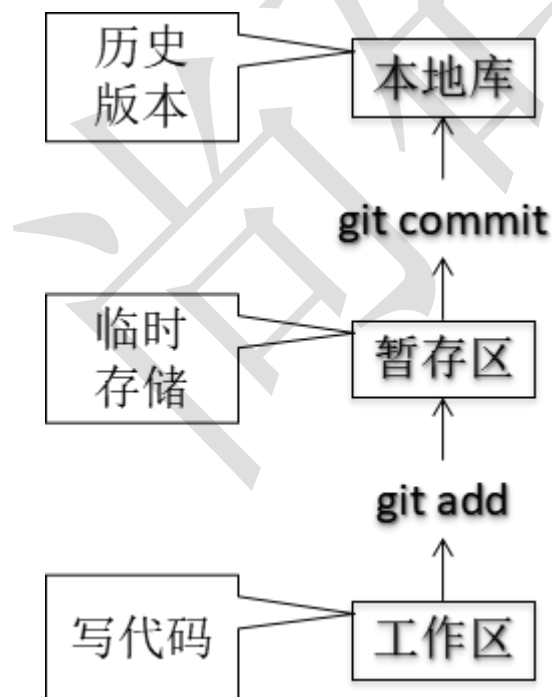 历史
版本
本地库
git commit
临时
存储
暂存区
git add
写代码
工作区